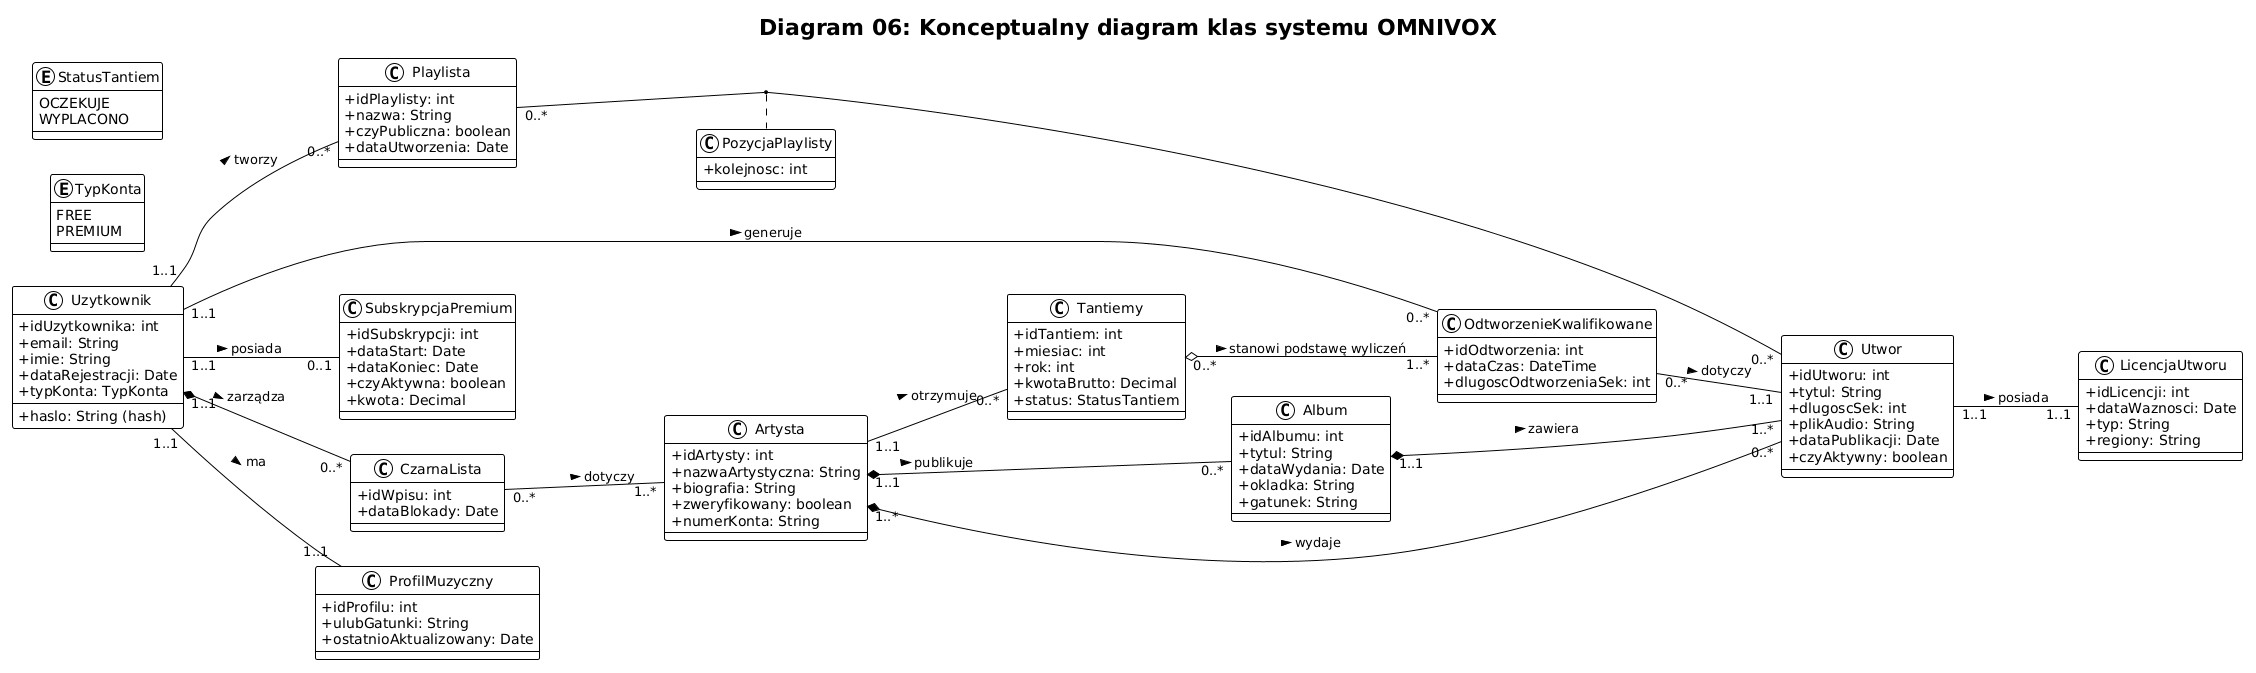 Diagram 06: Konceptualny diagram klas systemu OMNIVOX
E StatusTantiem
OCZEKUJE
WYPLACONO
E TypKonta
FREE
PREMIUM
C Uzytkownik
+idUzytkownika: int
+email: String
+imie: String
+dataRejestracji: Date
+typKonta: TypKonta
+haslo: String (hash)
C Playlista
+idPlaylisty: int
+nazwa: String
+czyPubliczna: boolean
+dataUtworzenia: Date
C PozycjaPlaylisty
+kolejnosc: int
C SubskrypcjaPremium
+idSubskrypcji: int
+dataStart: Date
+dataKoniec: Date
+czyAktywna: boolean
+kwota: Decimal
C CzarnaLista
+idWpisu: int
+dataBlokady: Date
C ProfilMuzyczny
+idProfilu: int
+ulubGatunki: String
+ostatnioAktualizowany: Date
C Artysta
+idArtysty: int
+nazwaArtystyczna: String
+biografia: String
+zweryfikowany: boolean
+numerKonta: String
C Tantiemy
+idTantiem: int
+miesiac: int
+rok: int
+kwotaBrutto: Decimal
+status: StatusTantiem
C Album
+idAlbumu: int
+tytul: String
+dataWydania: Date
+okladka: String
+gatunek: String
C OdtworzenieKwalifikowane
+idOdtworzenia: int
+dataCzas: DateTime
+dlugoscOdtworzeniaSek: int
C Utwor
+idUtworu: int
+tytul: String
+dlugoscSek: int
+plikAudio: String
+dataPublikacji: Date
+czyAktywny: boolean
C LicencjaUtworu
+idLicencji: int
+dataWaznosci: Date
+typ: String
+regiony: String
1..1
tworzy
0..*
0..*
0..*
1..1
generuje
0..*
1..1
posiada
0..1
1..1
zarządza
0..*
1..1
ma
1..1
0..*
dotyczy
1..*
1..1
otrzymuje
0..*
1..1
publikuje
0..*
1..*
wydaje
0..*
0..*
stanowi podstawę wyliczeń
1..*
1..1
zawiera
1..*
0..*
dotyczy
1..1
1..1
posiada
1..1